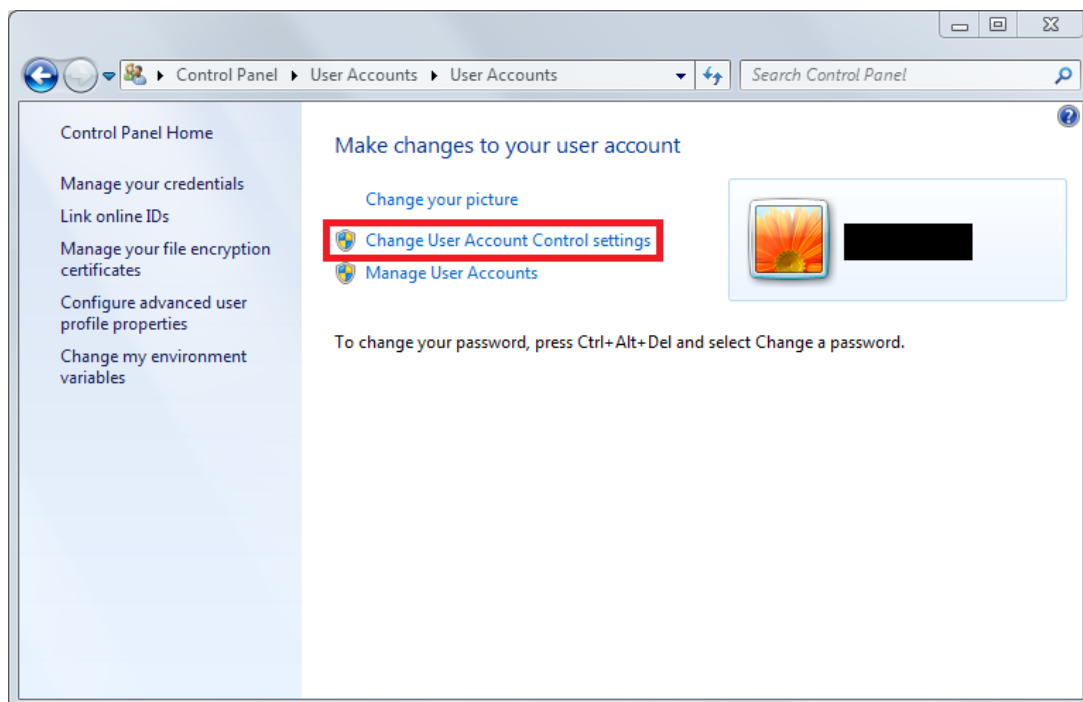 Control Panel User Accounts User Accounts
Search Control Panel
Control Panel Home
Manage your credentials
Link online IDs
Manage your file encryption
certificates
Configure advanced user
profile properties
Change my environment
variables
Make changes to your user account
Change your picture
Change User Account Control settings
Manage User Accounts
To change your password, press Ctrl+Alt+Del and select Change a password.